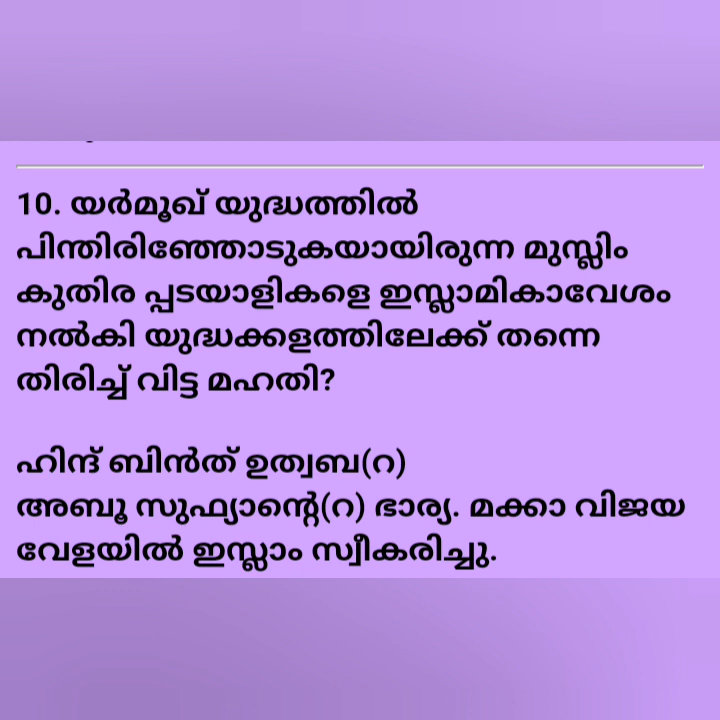 10. യർമൂഖ് യുദ്ധത്തിൽ
പിന്തിരിഞ്ഞോടുകയായിരുന്ന മുസ്ലിം
കുതിര പ്പടയാളികളെ ഇസ്ലാമികാവേശം
നൽകി യുദ്ധക്കളത്തിലേക്ക് തന്നെ
തിരിച്ച് വിട്ട മഹതി?
ഹിന്ദ് ബിൻത് ഉത്വബ(റ)
അബൂ സുഫ്യാന്റെ(റ) ഭാര്യ. മക്കാ വിജയ
വേളയിൽ ഇസ്ലാം സ്വീകരിച്ചു.